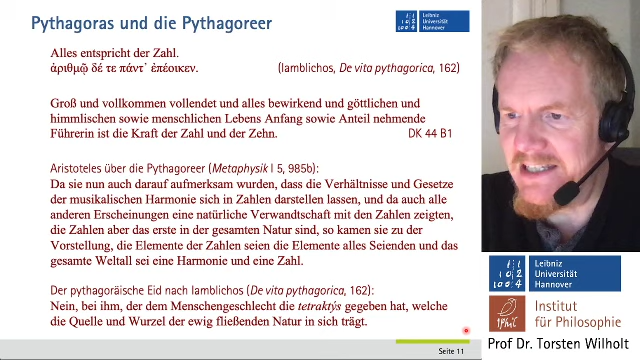 Pythagoras und die Pythagoreer
Leibniz
Universität
Hannover
Alles entspricht der Zahl.
ἀριθμῷ δέ τε πάντ᾽ ἐπέοικεν. (Iamblichos, De vita pythagorica, 162)
Groß und vollkommen vollendet und alles bewirkend und göttlichen und
himmlischen sowie menschlichen Lebens Anfang sowie Anteil nehmende
Führerin ist die Kraft der Zahl und der Zehn. DK 44 B1
Aristoteles über die Pythagoreer (Metaphysik I 5, 985b):
Da sie nun auch darauf aufmerksam wurden, dass die Verhältnisse und Gesetze
der musikalischen Harmonie sich in Zahlen darstellen lassen, und da auch alle
anderen Erscheinungen eine natürliche Verwandtschaft mit den Zahlen zeigten,
die Zahlen aber das erste in der gesamten Natur sind, so kamen sie zu der
Vorstellung, die Elemente der Zahlen seien die Elemente alles Seienden und das
gesamte Weltall sei eine Harmonie und eine Zahl.
Der pythagoräische Eid nach Iamblichos (De vita pythagorica, 162):
Nein, bei ihm, der dem Menschengeschlecht die tetraktýs gegeben hat, welche
die Quelle und Wurzel der ewig fließenden Natur in sich trägt.
Seite 11
Leibniz
Universität
Hannover
Institut
für Philosophie
Prof Dr. Torsten Wilholt